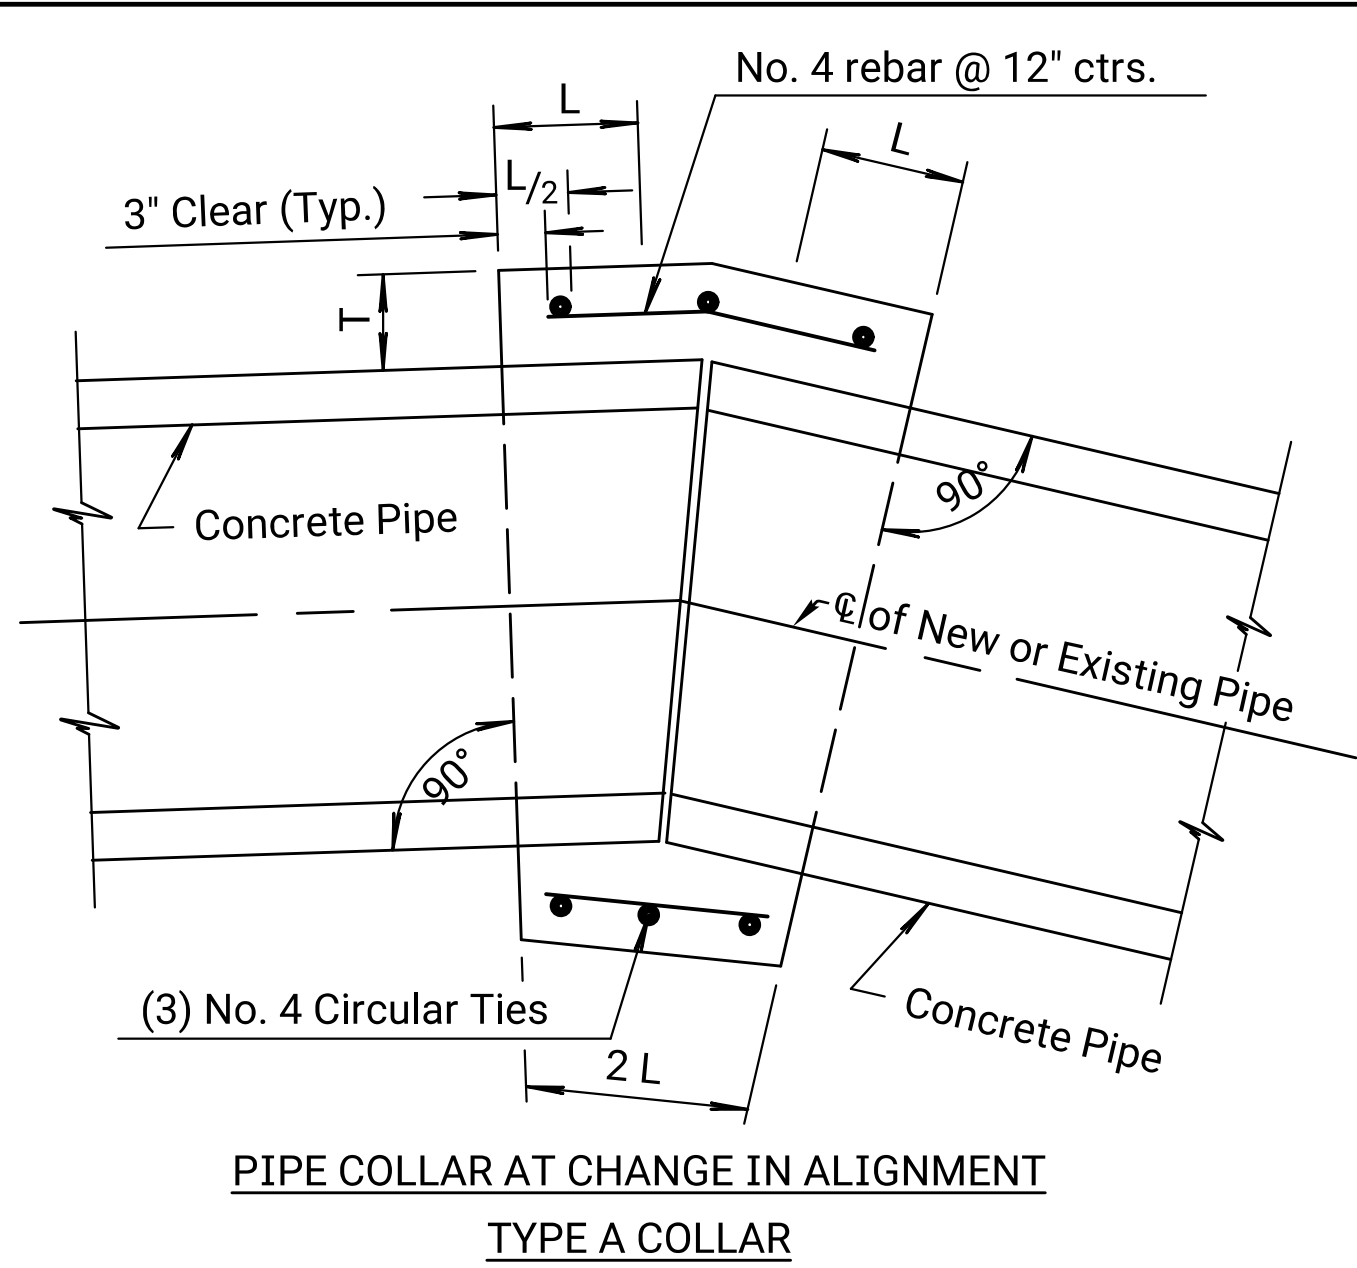 No. 4 rebar @ 12" ctrs.
L
L
L/2
3" Clear (Typ.)
T
90°
Concrete Pipe
℄ of New or Existing Pipe
90°
(3) No. 4 Circular Ties
Concrete Pipe
2 L
PIPE COLLAR AT CHANGE IN ALIGNMENT
TYPE A COLLAR